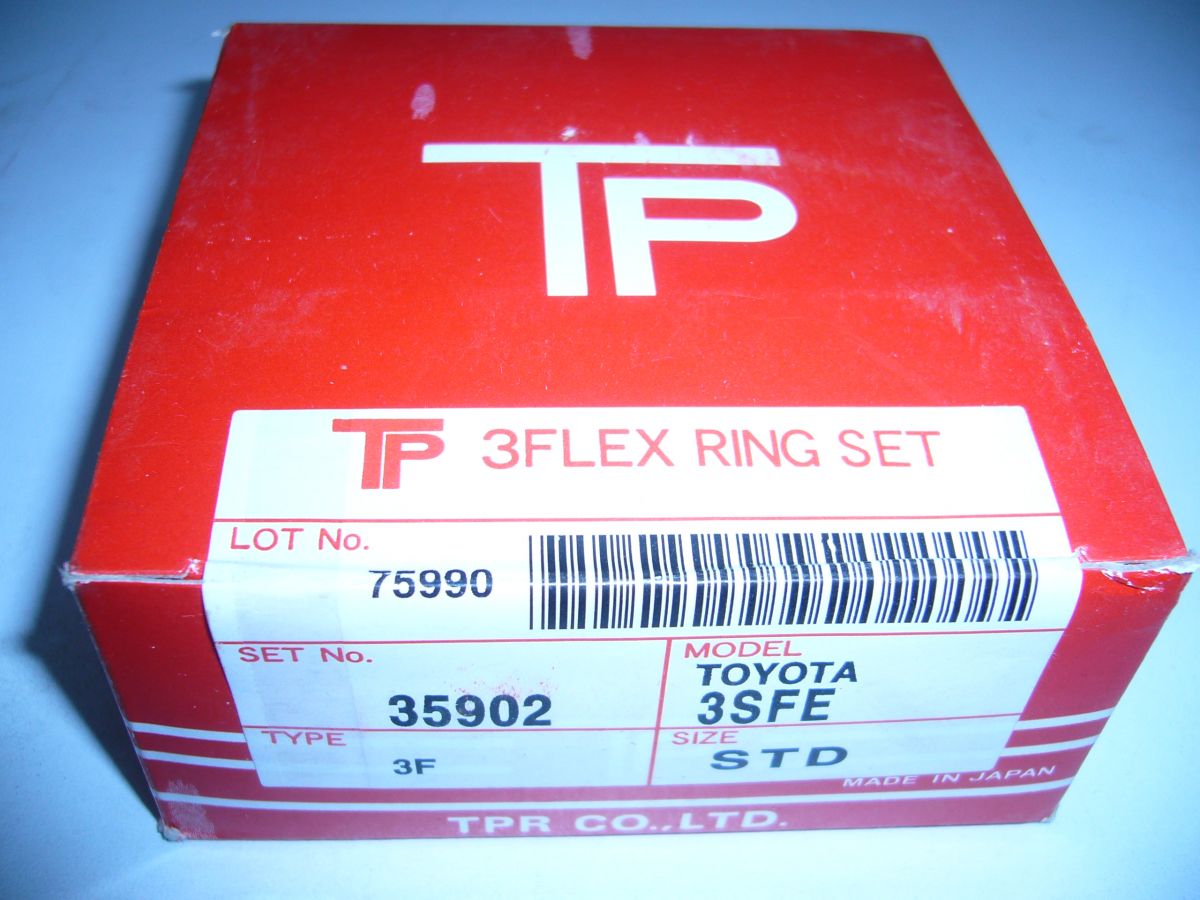 TP
TP 3FLEX RING SET
LOT No.
75990
SET No.
35902
MODEL
TOYOTA
3SFE
TYPE
3F
SIZE
STD
MADE IN JAPAN
TPR CO.,LTD.